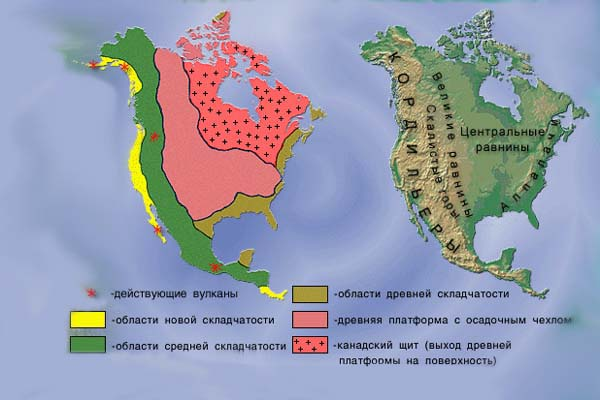 КОРДИЛЬЕРЫ
Великие равнины
Скалистые горы
Центральные
равнины
Аппалачи
-действующие вулканы
-области новой складчатости
-области средней складчатости
-области древней складчатости
-древняя платформа с осадочным чехлом
-канадский щит (выход древней
платформы на поверхность)